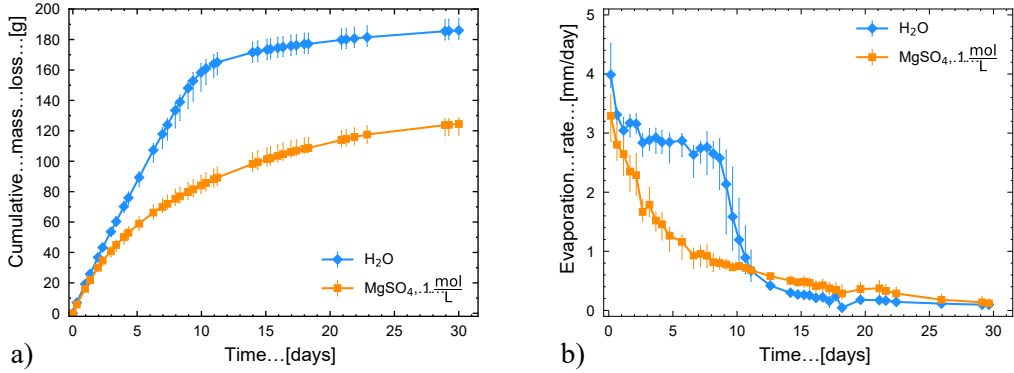 200
180
160
140
120
100
80
60
40
20
0
Cumulative..mass...loss...[g]
0 5 10 15 20 25 30
Time...[days]
H₂O
MgSO₄,.1...mol/L
a)
5
4
3
2
1
0
Evaporation...rate...[mm/day]
0 5 10 15 20 25 30
Time...[days]
H₂O
MgSO₄,.1...mol/L
b)